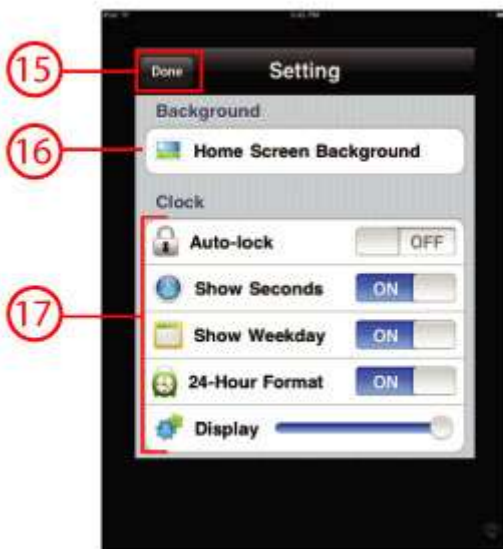 15
Done
Setting
Background
16
Home Screen Background
Clock
17
Auto-lock
OFF
Show Seconds
ON
Show Weekday
ON
24-Hour Format
ON
Display